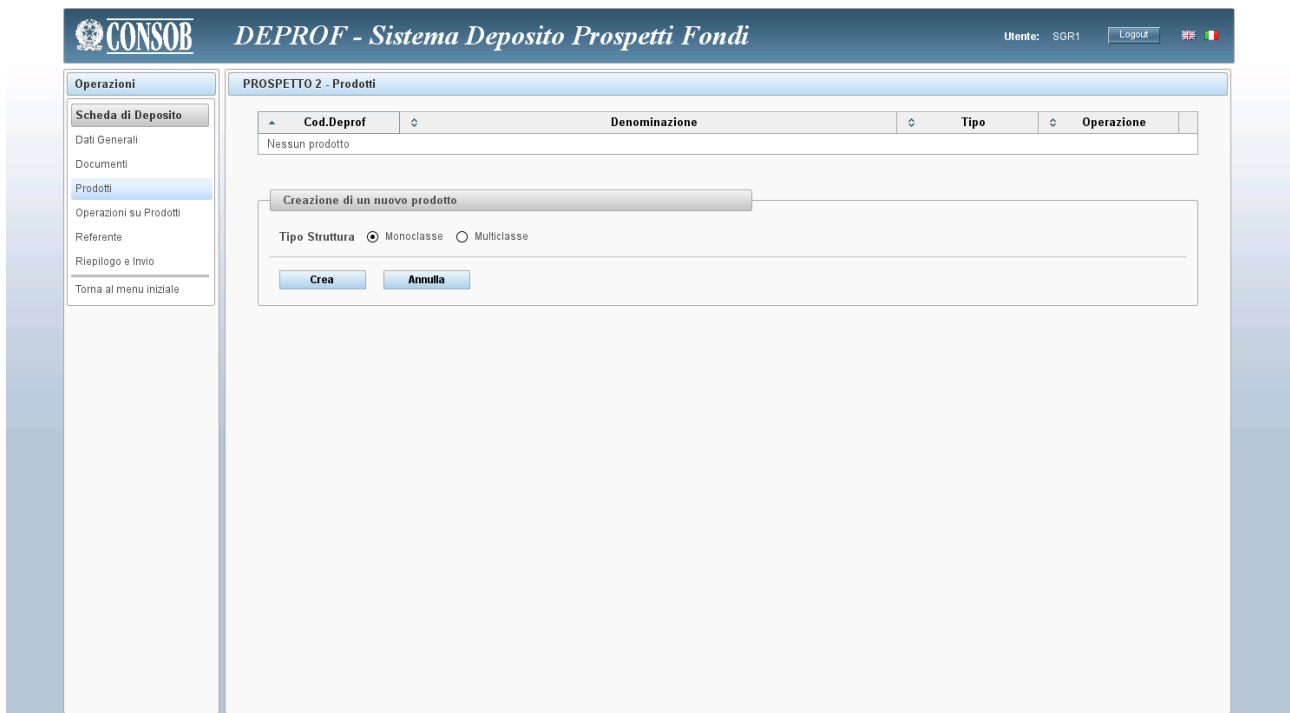 CONSOB DEPROF - Sistema Deposito Prospetti Fondi Utente: SGR1 Logout
Operazioni
Scheda di Deposito
Dati Generali
Documenti
Prodotti
Operazioni su Prodotti
Referente
Riepilogo e Invio
Torna al menu iniziale
PROSPETTO 2 - Prodotti
Cod.Deprof Denominazione Tipo Operazione
Nessun prodotto
Creazione di un nuovo prodotto
Tipo Struttura Monoclasse Multiclasse
Crea Annulla